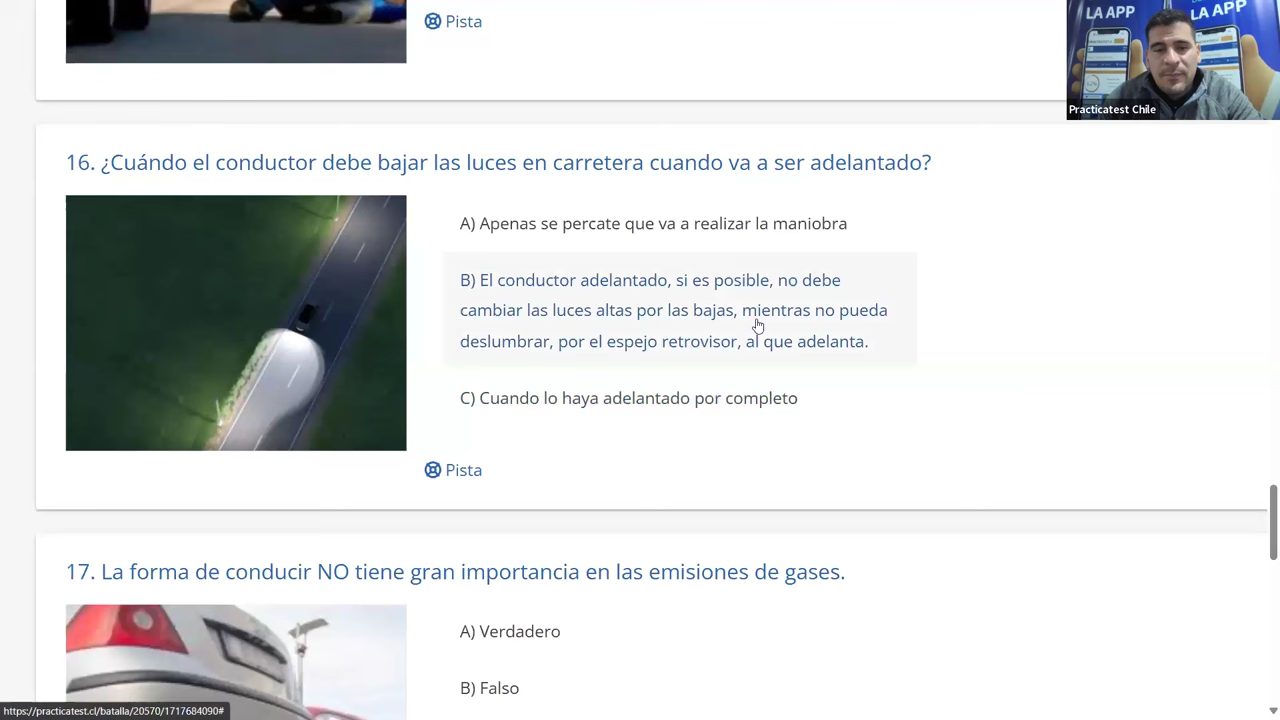 Pista
LA APP
LA APP
Practicatest Chile
16. ¿Cuándo el conductor debe bajar las luces en carretera cuando va a ser adelantado?
A) Apenas se percate que va a realizar la maniobra
B) El conductor adelantado, si es posible, no debe
cambiar las luces altas por las bajas, mientras no pueda
deslumbrar, por el espejo retrovisor, al que adelanta.
C) Cuando lo haya adelantado por completo
Pista
17. La forma de conducir NO tiene gran importancia en las emisiones de gases.
A) Verdadero
B) Falso
https://practicatest.cl/batalla/20570/1717684090#